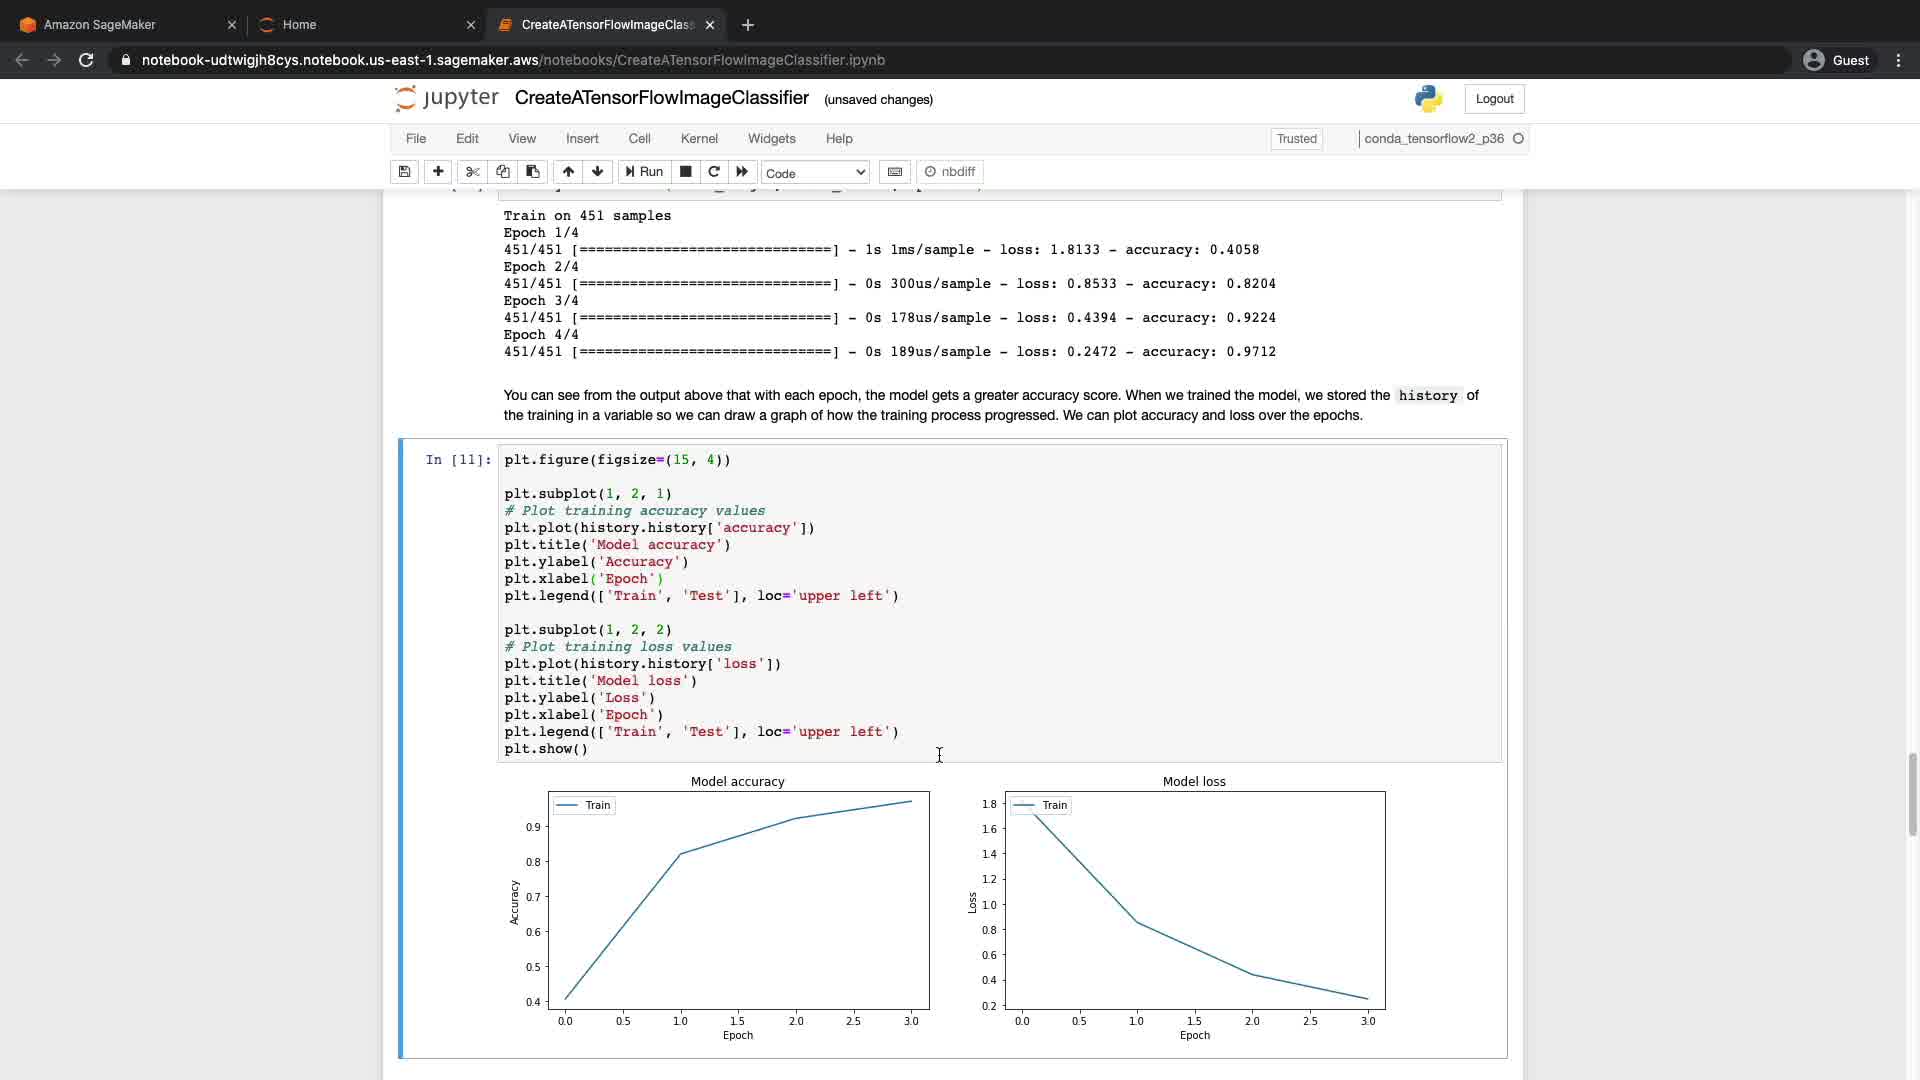 Amazon SageMaker
Home
CreateATensorFlowImageClas
notebook-udtwigjh8cys.notebook.us-east-1.sagemaker.aws/notebooks/CreateATensorFlowImageClassifier.ipynb
Guest
jupyter CreateATensorFlowImageClassifier (unsaved changes)
Logout
File Edit View Insert Cell Kernel Widgets Help
Trusted
conda_tensorflow2_p36
Run
Code
nbdiff
Train on 451 samples
Epoch 1/4
451/451 [==============================] - 1s 1ms/sample - loss: 1.8133 - accuracy: 0.4058
Epoch 2/4
451/451 [==============================] - 0s 300us/sample - loss: 0.8533 - accuracy: 0.8204
Epoch 3/4
451/451 [==============================] - 0s 178us/sample - loss: 0.4394 - accuracy: 0.9224
Epoch 4/4
451/451 [==============================] - 0s 189us/sample - loss: 0.2472 - accuracy: 0.9712
You can see from the output above that with each epoch, the model gets a greater accuracy score. When we trained the model, we stored the history of
the training in a variable so we can draw a graph of how the training process progressed. We can plot accuracy and loss over the epochs.
In [11]: plt.figure(figsize=(15, 4))
plt.subplot(1, 2, 1)
# Plot training accuracy values
plt.plot(history.history['accuracy'])
plt.title('Model accuracy')
plt.ylabel('Accuracy')
plt.xlabel('Epoch')
plt.legend(['Train', 'Test'], loc='upper left')
plt.subplot(1, 2, 2)
# Plot training loss values
plt.plot(history.history['loss'])
plt.title('Model loss')
plt.ylabel('Loss')
plt.xlabel('Epoch')
plt.legend(['Train', 'Test'], loc='upper left')
plt.show()
Model accuracy
Train
0.9
0.8
0.7
0.6
0.5
0.4
Accuracy
0.0 0.5 1.0 1.5 2.0 2.5 3.0
Epoch
Model loss
Train
1.8
1.6
1.4
1.2
1.0
0.8
0.6
0.4
0.2
Loss
0.0 0.5 1.0 1.5 2.0 2.5 3.0
Epoch